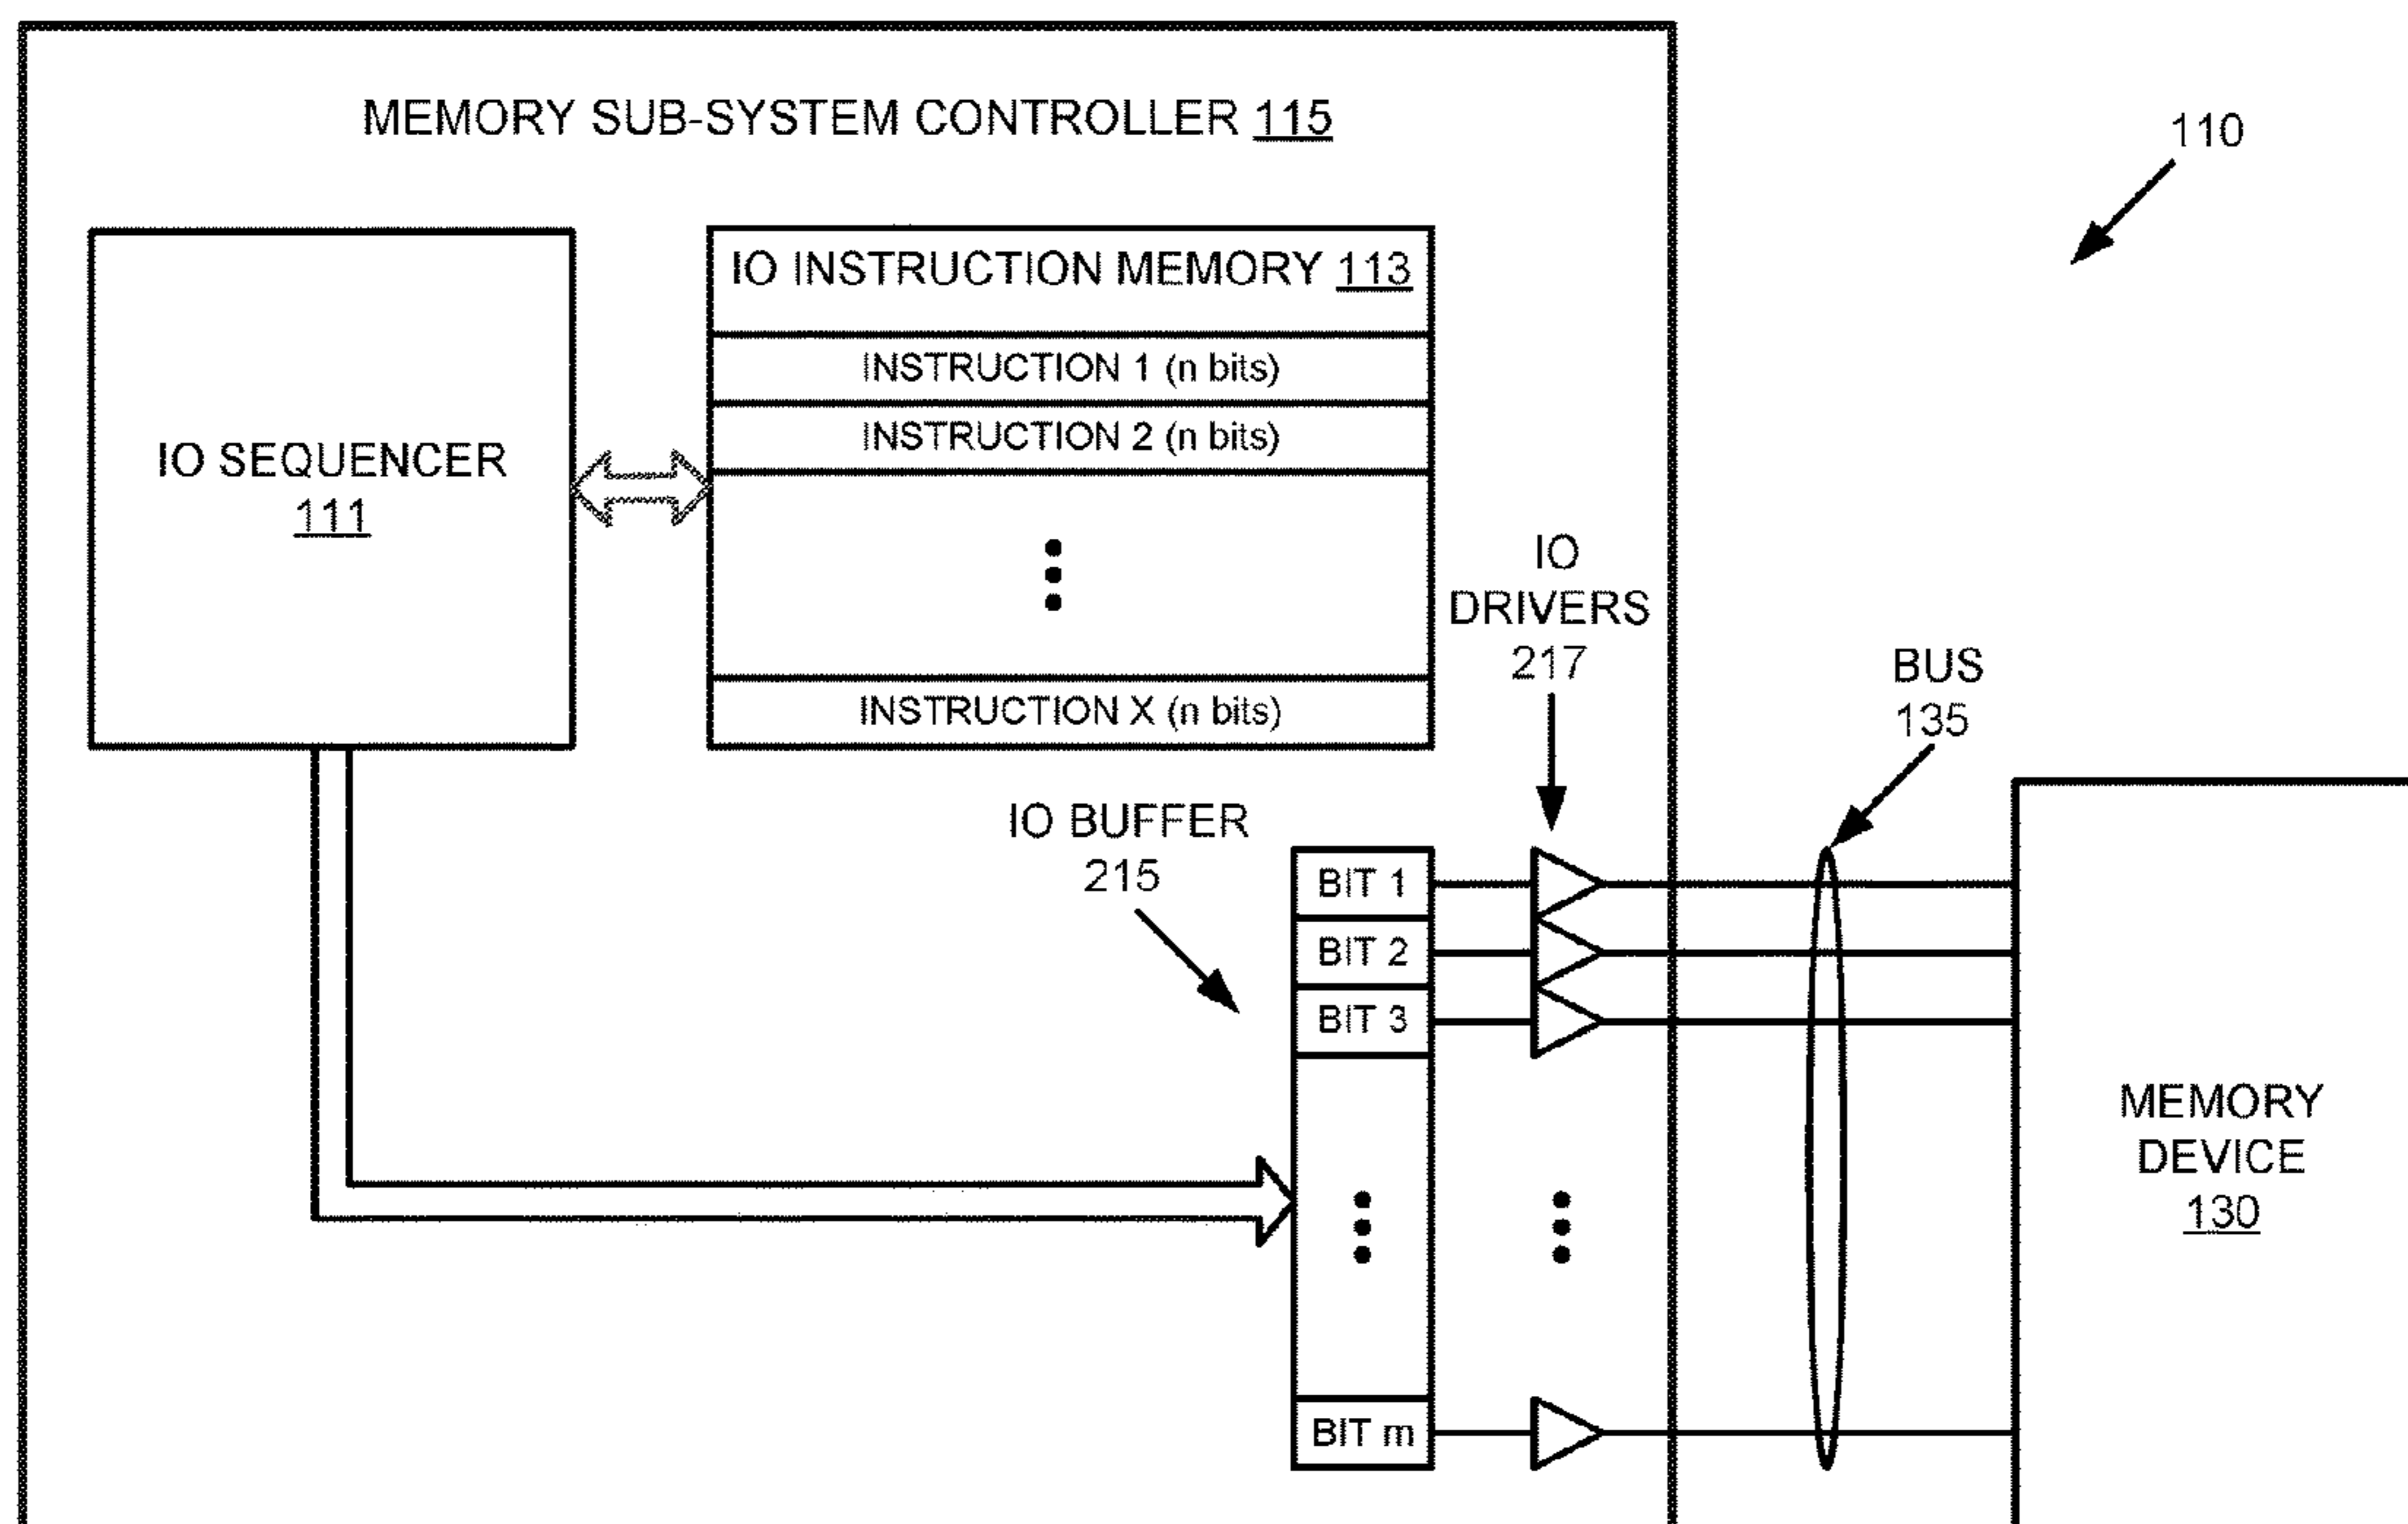 MEMORY SUB-SYSTEM CONTROLLER 115
110
IO SEQUENCER
111
IO INSTRUCTION MEMORY 113
INSTRUCTION 1 (n bits)
INSTRUCTION 2 (n bits)
INSTRUCTION X (n bits)
IO
DRIVERS
217
BUS
135
IO BUFFER
215
BIT 1
BIT 2
BIT 3
BIT m
MEMORY
DEVICE
130